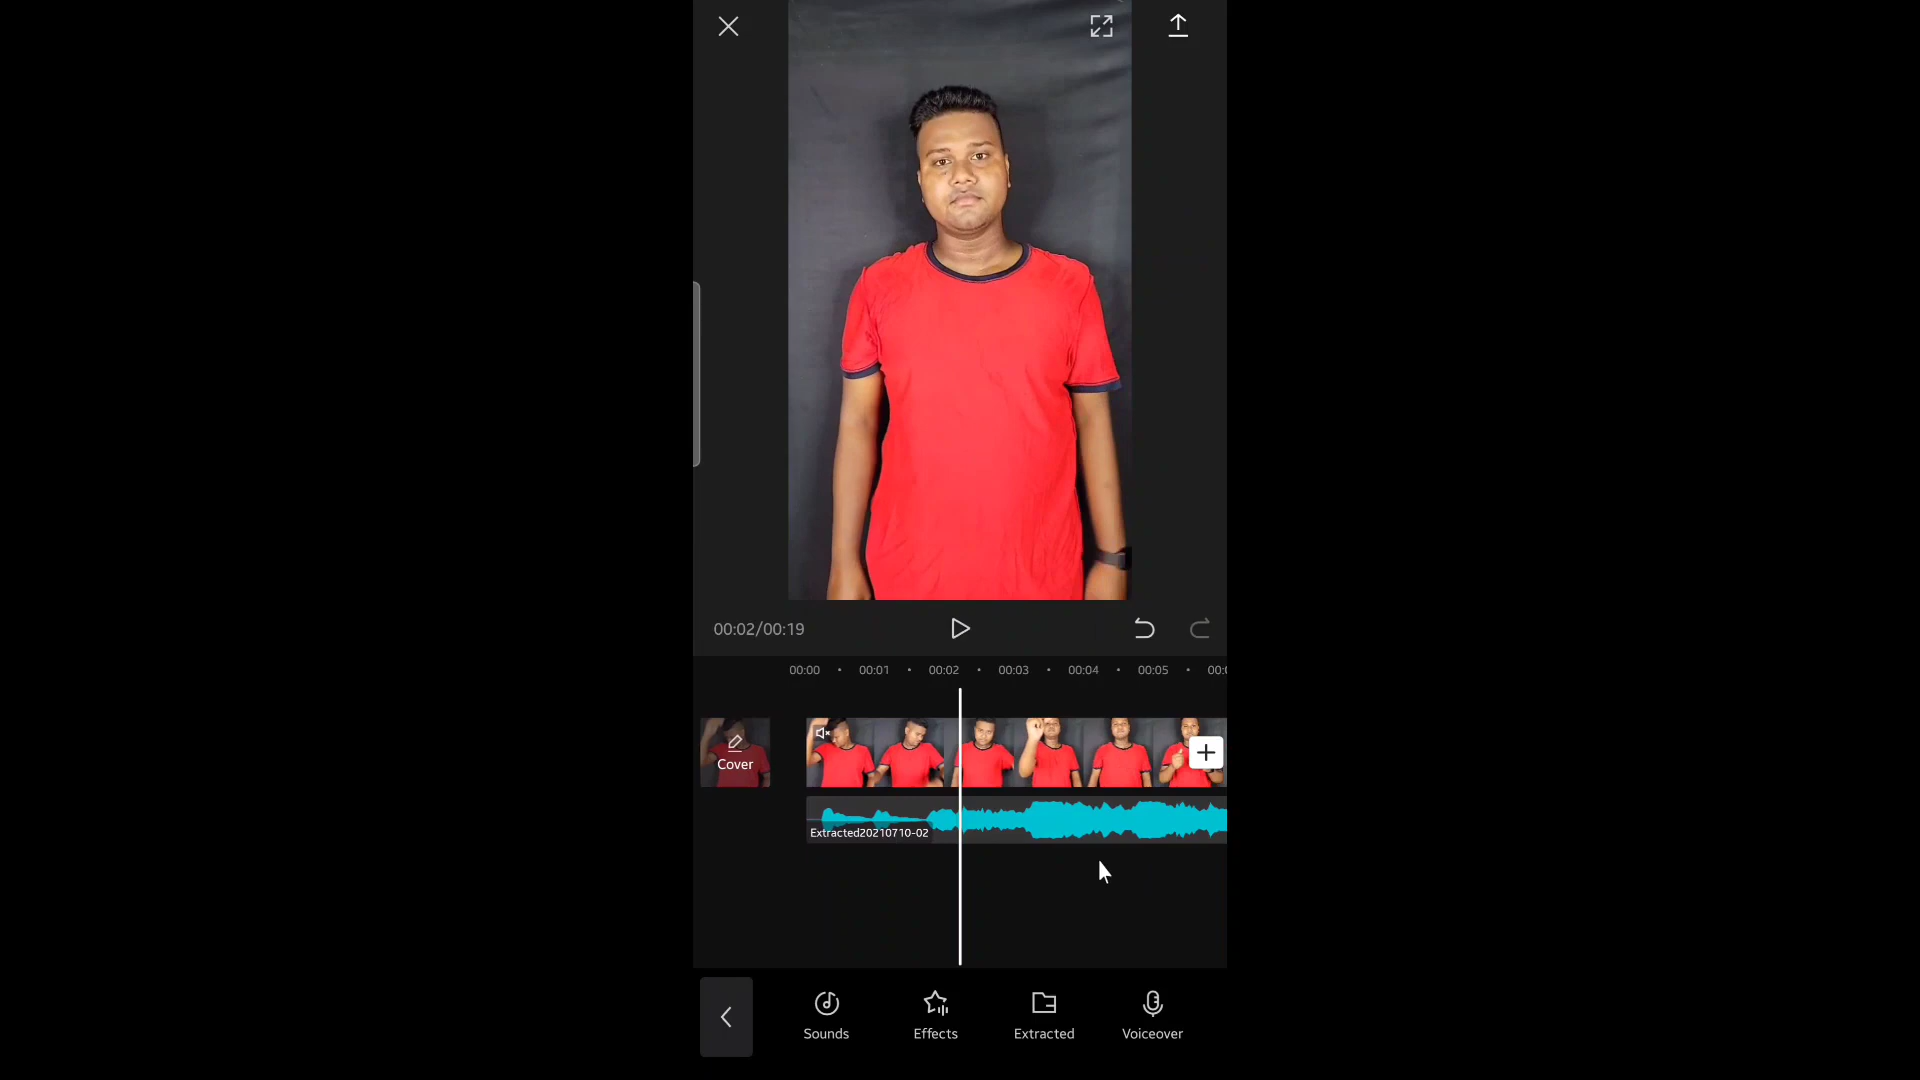 00:02/00:19
00:00 00:01 00:02 00:03 00:04 00:05
Cover
Extracted20210710-02
Sounds Effects Extracted Voiceover